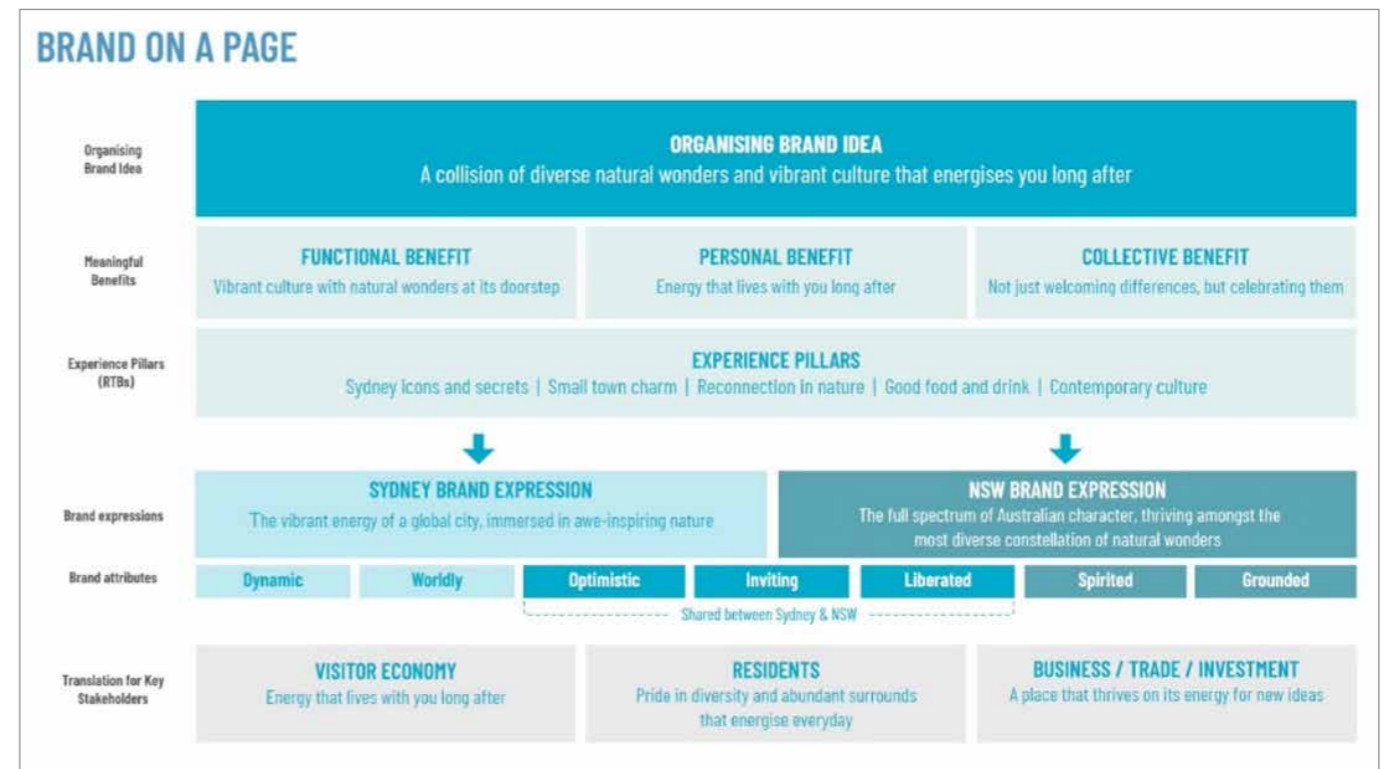 BRAND ON A PAGE
Organising
Brand Idea
ORGANISING BRAND IDEA
A collision of diverse natural wonders and vibrant culture that energises you long after
Meaningful
Benefits
FUNCTIONAL BENEFIT
Vibrant culture with natural wonders at its doorstep
PERSONAL BENEFIT
Energy that lives with you long after
COLLECTIVE BENEFIT
Not just welcoming differences, but celebrating them
Experience Pillars
(RTBs)
EXPERIENCE PILLARS
Sydney icons and secrets | Small town charm | Reconnection in nature | Good food and drink | Contemporary culture
Brand expressions
SYDNEY BRAND EXPRESSION
The vibrant energy of a global city, immersed in awe-inspiring nature
NSW BRAND EXPRESSION
The full spectrum of Australian character, thriving amongst the
most diverse constellation of natural wonders
Brand attributes
Dynamic
Worldly
Optimistic
Inviting
Liberated
Spirited
Grounded
Shared between Sydney & NSW
Translation for Key
Stakeholders
VISITOR ECONOMY
Energy that lives with you long after
RESIDENTS
Pride in diversity and abundant surrounds
that energise everyday
BUSINESS / TRADE / INVESTMENT
A place that thrives on its energy for new ideas